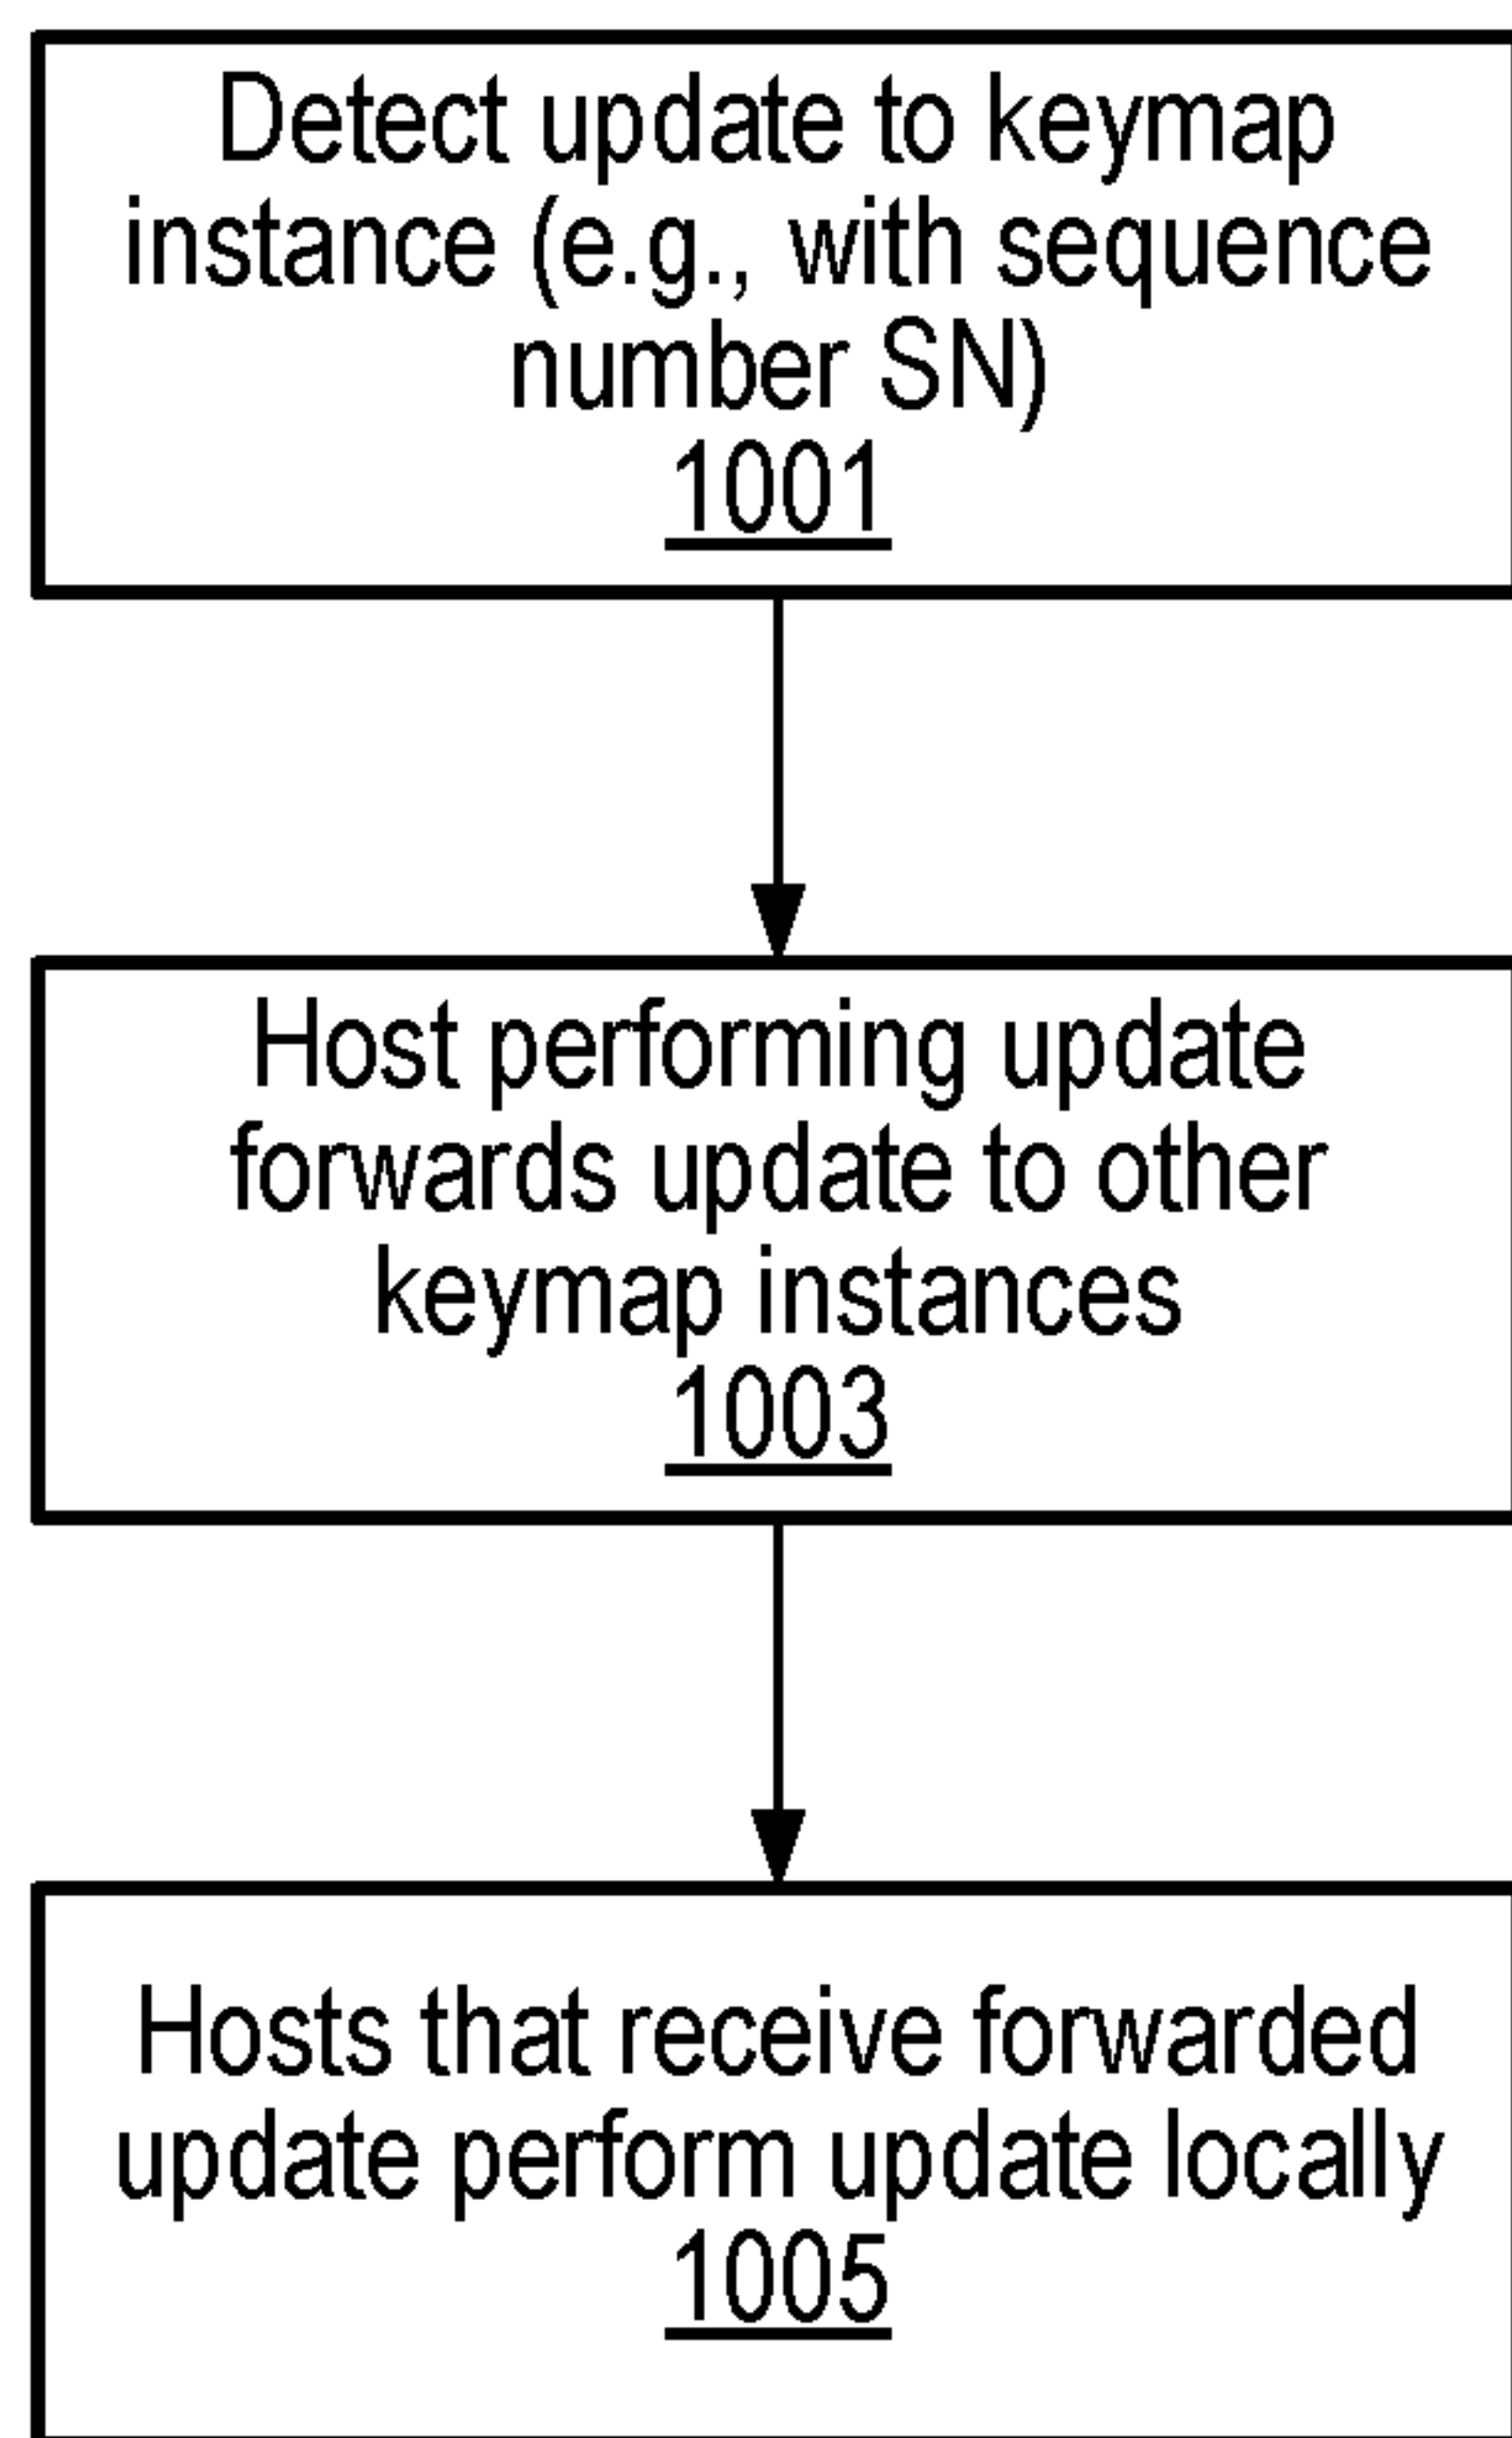 Detect update to keymap
instance (e.g., with sequence
number SN)
1001
Host performing update
forwards update to other
keymap instances
1003
Hosts that receive forwarded
update perform update locally
1005